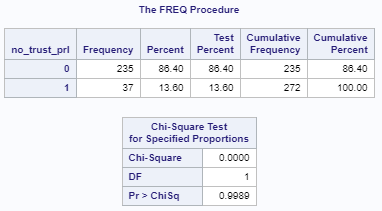 The FREQ Procedure
no_trust_prl Frequency Percent Test Percent Cumulative Frequency Cumulative Percent
0 235 86.40 86.40 235 86.40
1 37 13.60 13.60 272 100.00
Chi-Square Test
for Specified Proportions
Chi-Square 0.0000
DF 1
Pr > ChiSq 0.9989